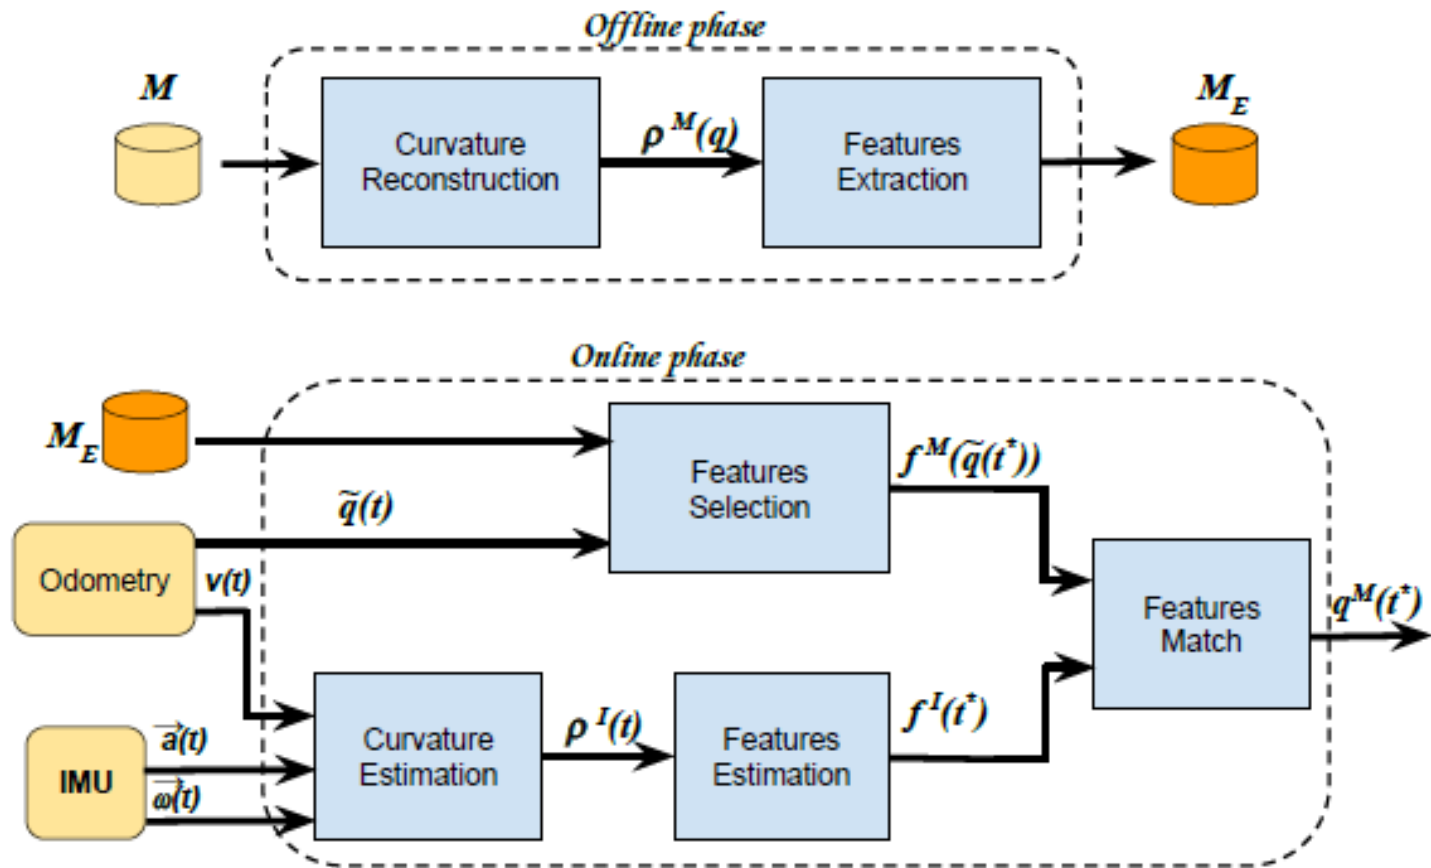 Offline phase
M
Curvature
Reconstruction
ρ^M(q)
Features
Extraction
M_E
Online phase
M_E
Features
Selection
f^M(q̃(t*))
q̃(t)
Odometry
v(t)
Features
Match
q^M(t*)
IMU
a⃗(t)
ω⃗(t)
Curvature
Estimation
ρ^I(t)
Features
Estimation
f^I(t*)